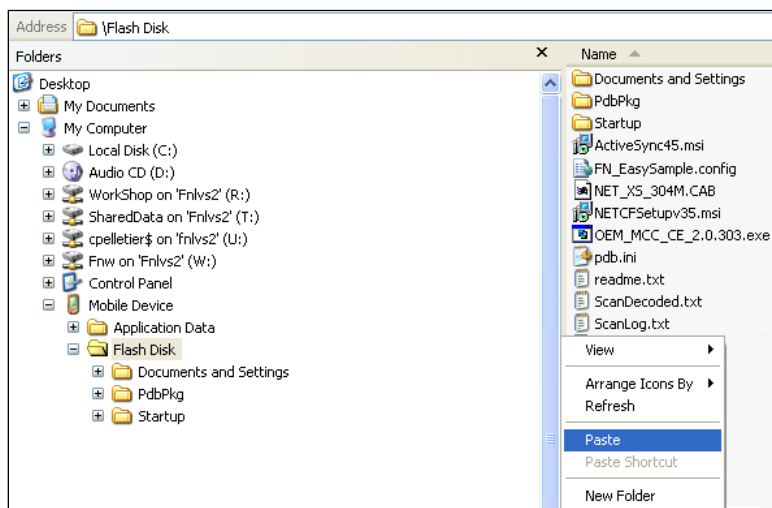 Address \Flash Disk
Folders
Desktop
My Documents
My Computer
Local Disk (C:)
Audio CD (D:)
WorkShop on 'Fnlvs2' (R:)
SharedData on 'Fnlvs2' (T:)
cpelletier$ on 'fnlvs2' (U:)
Fnw on 'Fnlvs2' (W:)
Control Panel
Mobile Device
Application Data
Flash Disk
Documents and Settings
PdbPkg
Startup
Name
Documents and Settings
PdbPkg
Startup
ActiveSync45.msi
FN_EasySample.config
NET_XS_304M.CAB
NETCFSetupv35.msi
OEM_MCC_CE_2.0.303.exe
pdb.ini
readme.txt
ScanDecoded.txt
ScanLog.txt
View
Arrange Icons By
Refresh
Paste
Paste Shortcut
New Folder